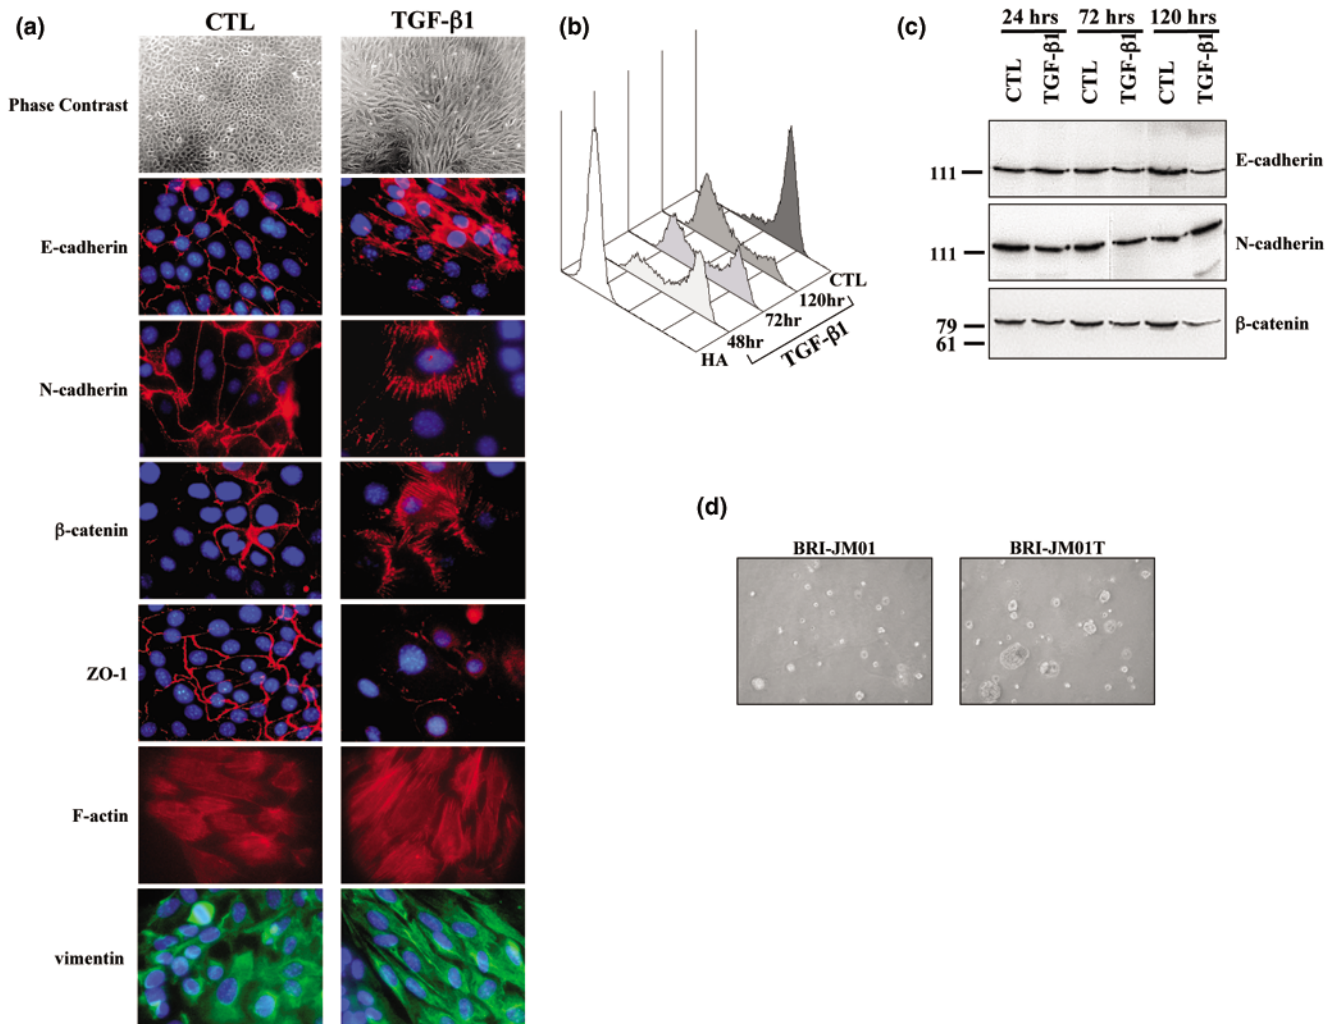 (a)
CTL
TGF-β1
Phase Contrast
E-cadherin
N-cadherin
β-catenin
ZO-1
F-actin
vimentin
(b)
CTL
120hr
72hr
48hr
HA
TGF-β1
(c)
24 hrs
72 hrs
120 hrs
CTL
TGF-β1
CTL
TGF-β1
CTL
TGF-β1
111
E-cadherin
111
N-cadherin
79
61
β-catenin
(d)
BRI-JM01
BRI-JM01T